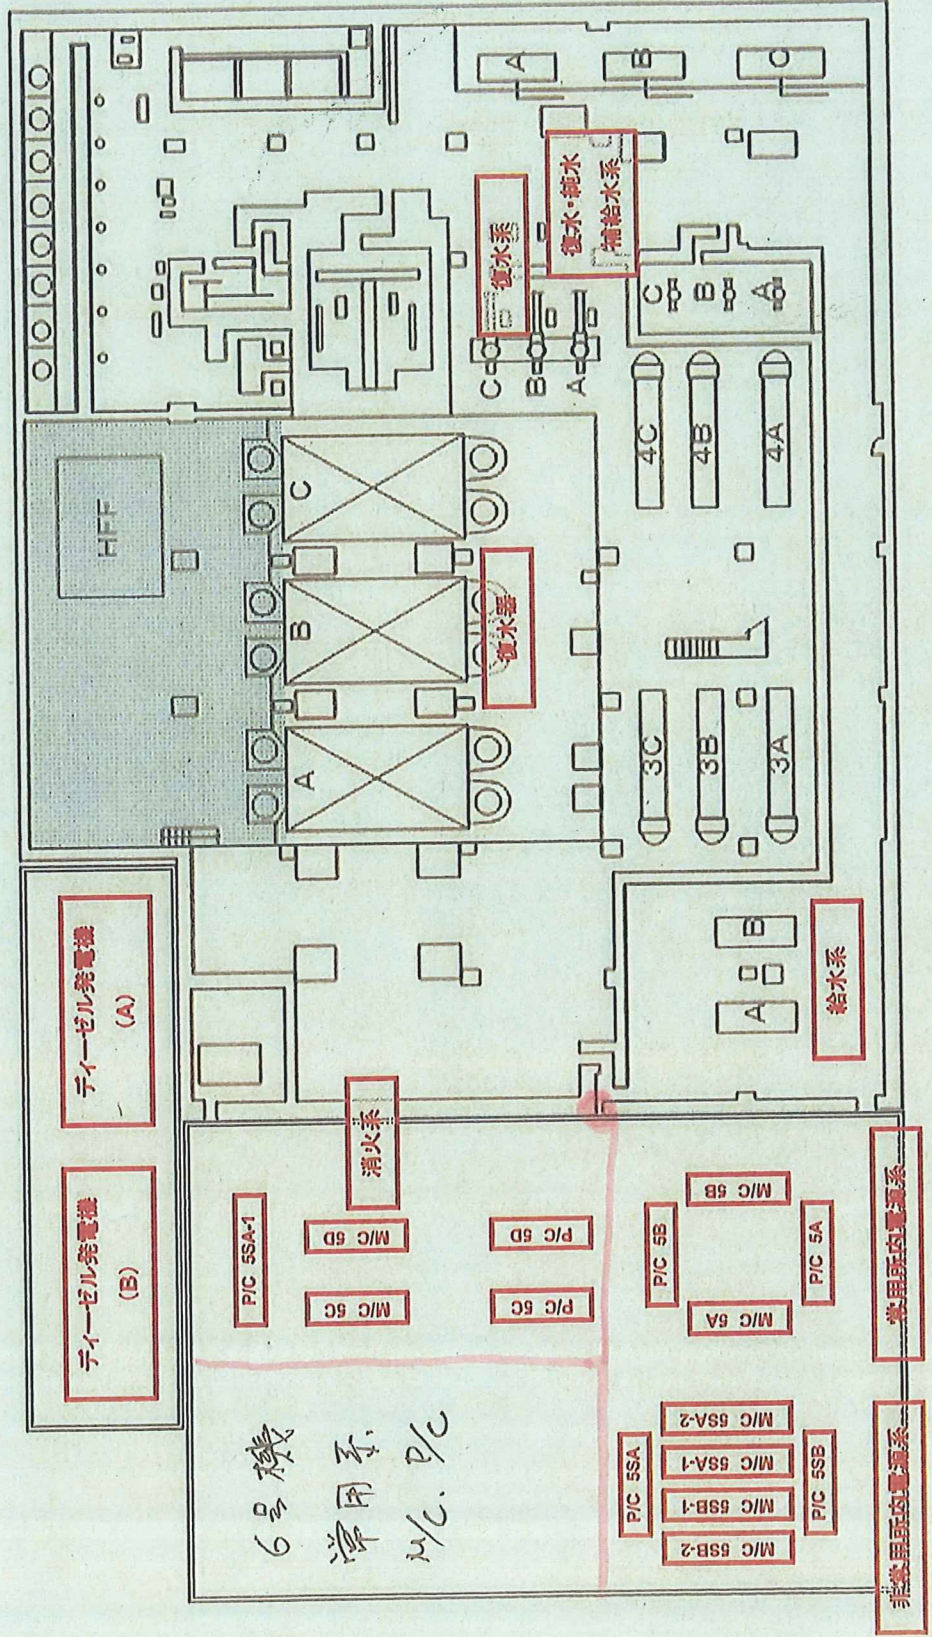 ディーゼル発電機
(B)
ディーゼル発電機
(A)
HFF
6号機
常用系
M/C. P/C
P/C 5SA-1
M/C 5C
M/C 5D
消火系
P/C 5C
P/C 5D
A
B
C
復水器
C
B
A
復水系
復水・純水
補給水系
A
B
C
P/C 5SA
M/C 5SB-2
M/C 5SB-1
M/C 5SA-1
M/C 5SA-2
P/C 5SB
P/C 5B
M/C 5A
M/C 5B
P/C 5A
A
B
給水系
3C
3B
3A
4C
4B
4A
C
B
A
非常用所内電源系
常用所内電源系